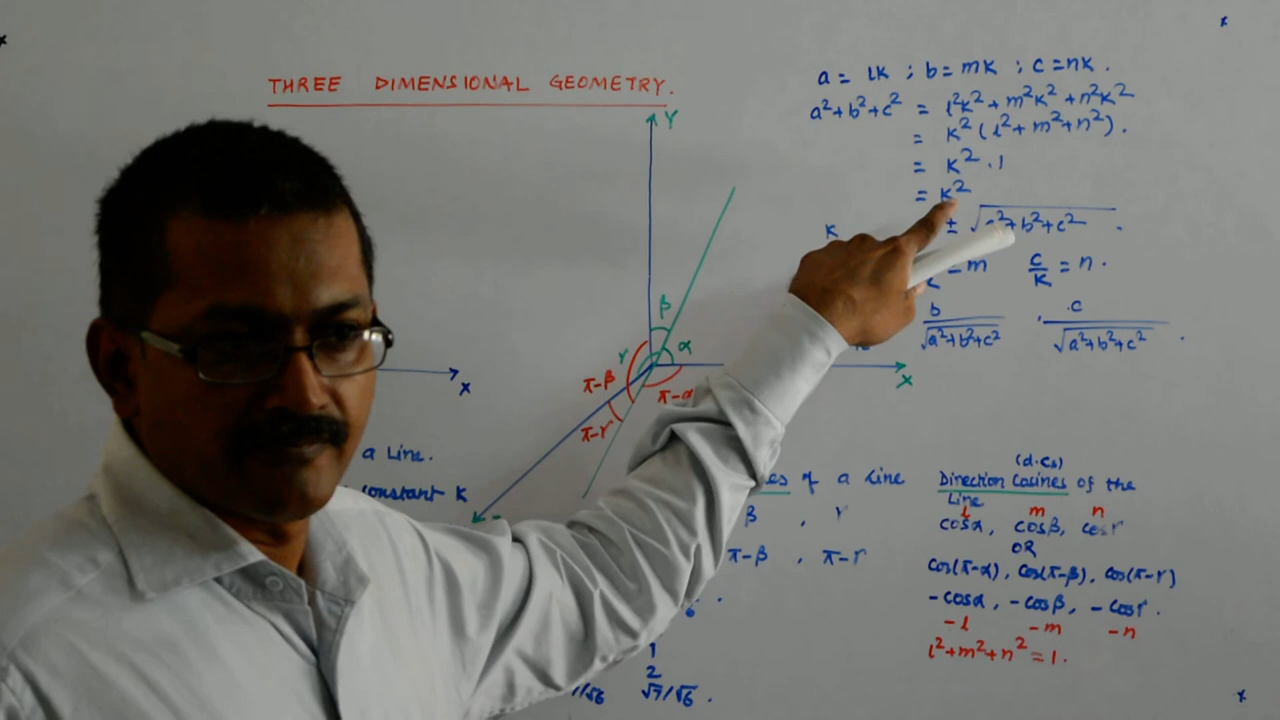 THREE DIMENSIONAL GEOMETRY.
a = lk ; b = mk ; c = nk .
a²+b²+c² = l²k²+m²k²+n²k²
= k²(l²+m²+n²).
= k² . 1
= k²
k ± √a²+b²+c² .
= m c/k = n .
b/√a²+b²+c² , c/√a²+b²+c² .
Y
β
γ α
X
π-β
π-α
π-γ
X
a Line.
constant k
of a Line
β , γ
π-β , π-γ
(d.cs)
Direction Cosines of the
Line
l m n
cosα, cosβ, cosγ
OR
cos(π-α), cos(π-β), cos(π-γ)
-cosα, -cosβ, -cosγ .
-l -m -n
l²+m²+n² = 1.
1
2
√7/√6 .